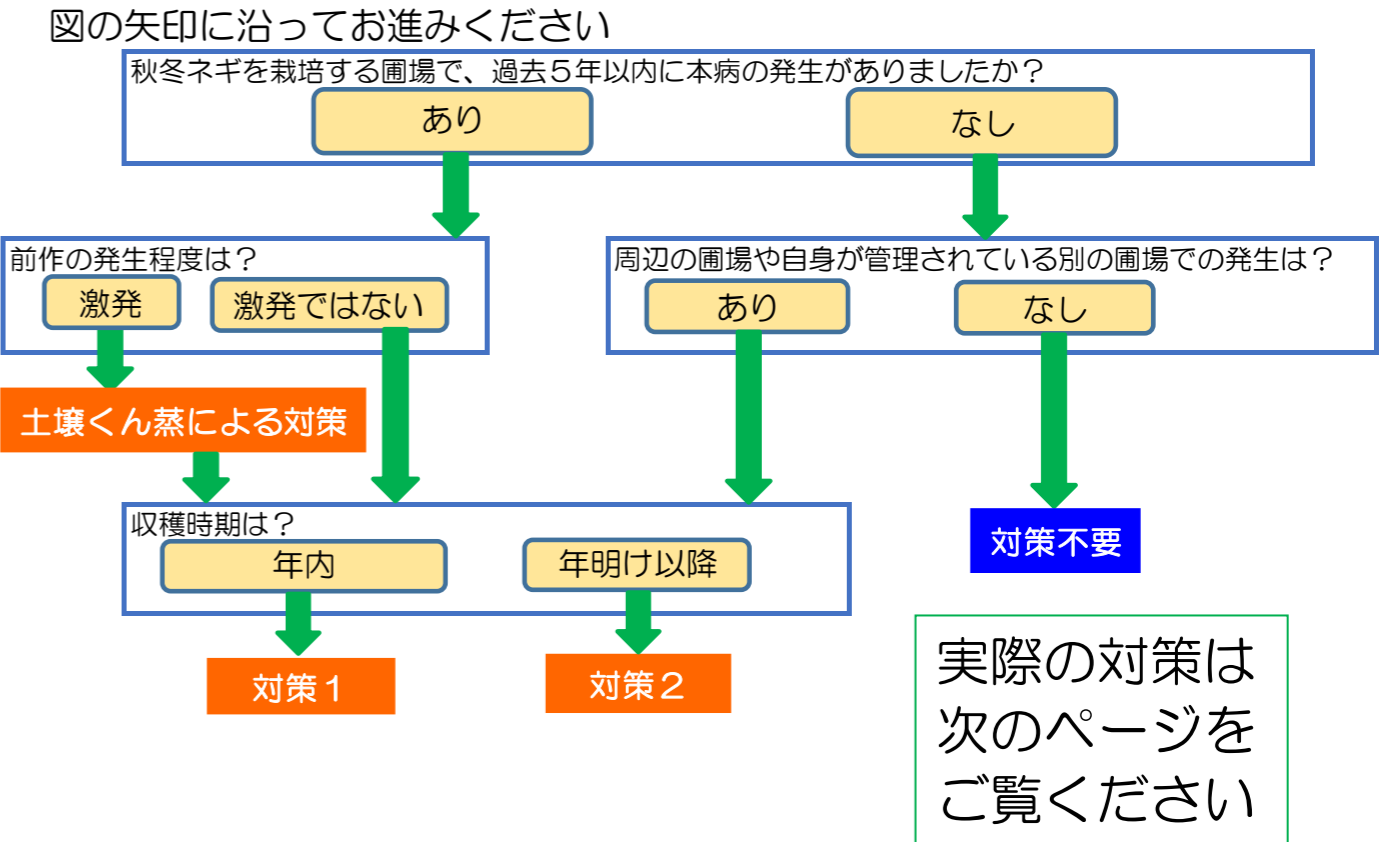 図の矢印に沿ってお進みください
秋冬ネギを栽培する圃場で、過去５年以内に本病の発生がありましたか？
あり
なし
前作の発生程度は？
激発
激発ではない
周辺の圃場や自身が管理されている別の圃場での発生は？
あり
なし
土壌くん蒸による対策
収穫時期は？
年内
年明け以降
対策不要
対策１
対策２
実際の対策は
次のページを
ご覧ください